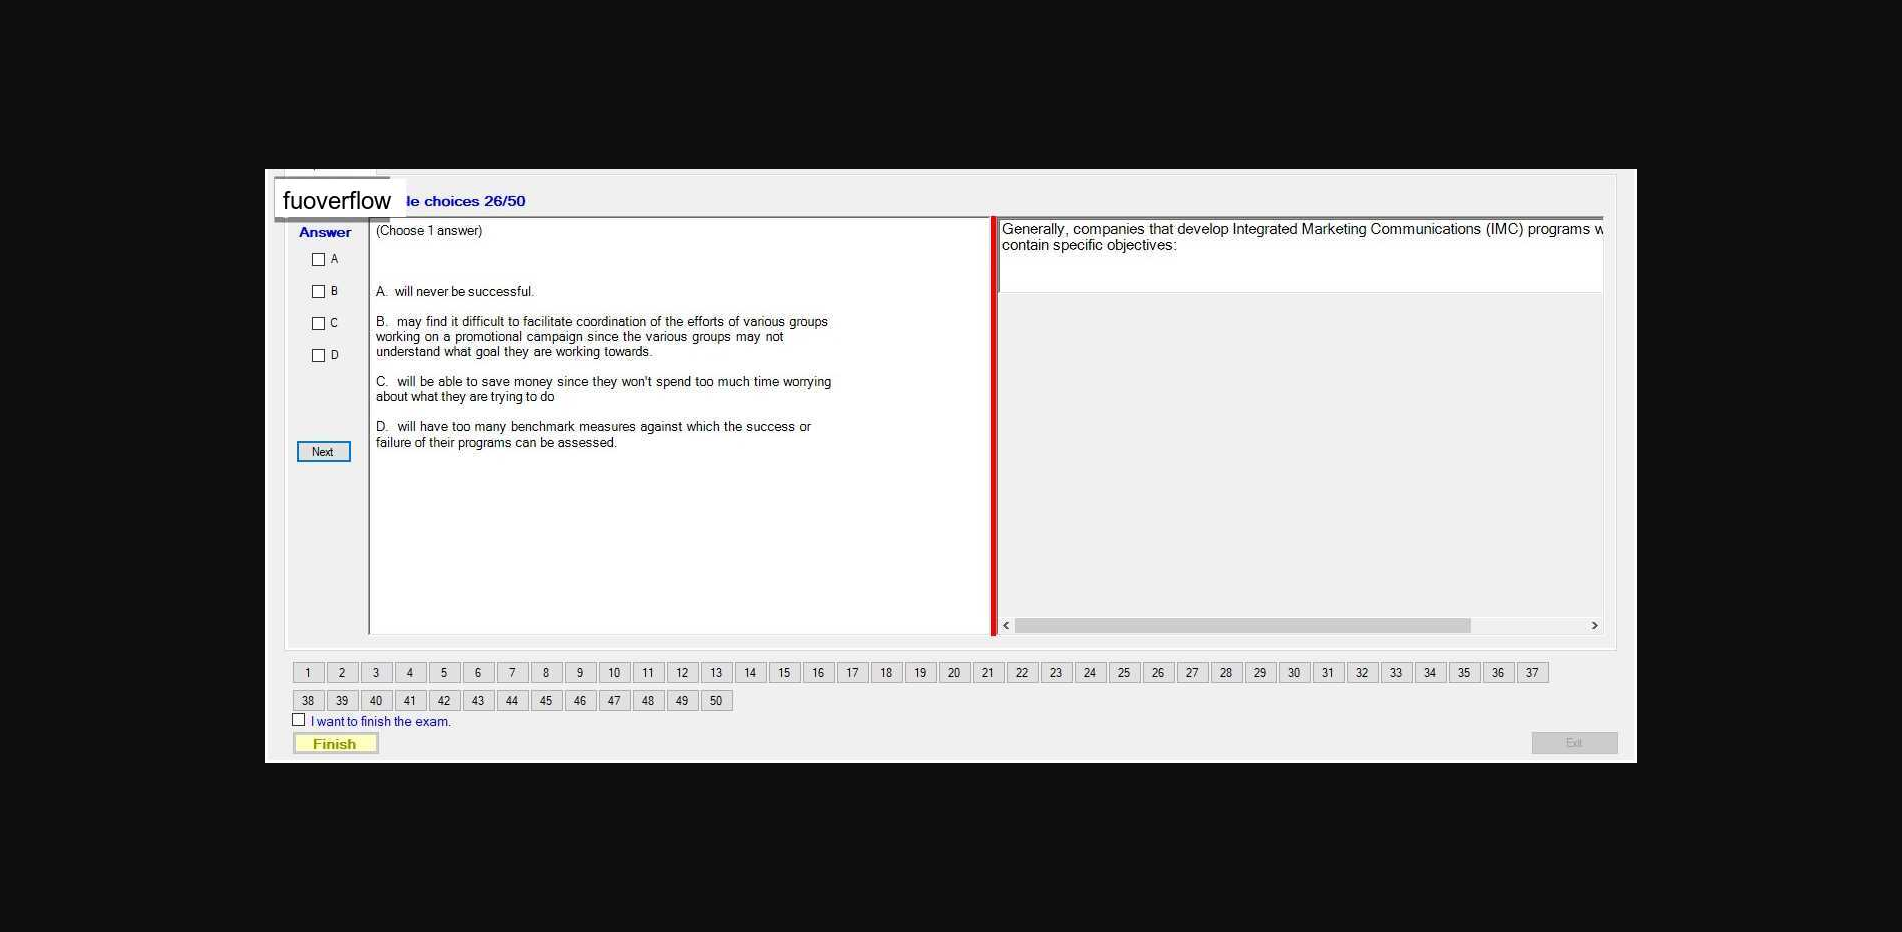 fuoverflow
le choices 26/50
Answer
(Choose 1 answer)
A
B
C
D
A. will never be successful.
B. may find it difficult to facilitate coordination of the efforts of various groups
working on a promotional campaign since the various groups may not
understand what goal they are working towards.
C. will be able to save money since they won't spend too much time worrying
about what they are trying to do
D. will have too many benchmark measures against which the success or
failure of their programs can be assessed.
Next
Generally, companies that develop Integrated Marketing Communications (IMC) programs w
contain specific objectives:
1 2 3 4 5 6 7 8 9 10 11 12 13 14 15 16 17 18 19 20 21 22 23 24 25 26 27 28 29 30 31 32 33 34 35 36 37
38 39 40 41 42 43 44 45 46 47 48 49 50
I want to finish the exam.
Finish
Exit